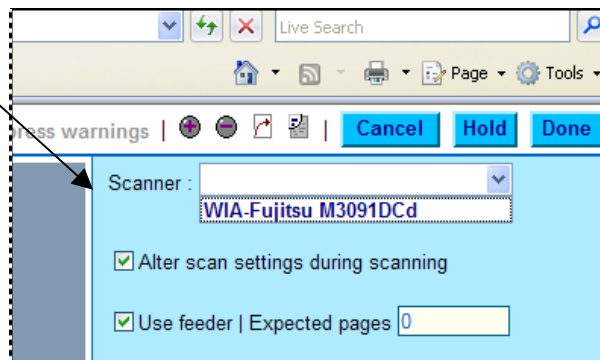 Live Search
Page Tools
press warnings | | Cancel Hold Done
Scanner :
WIA-Fujitsu M3091DCd
Alter scan settings during scanning
Use feeder | Expected pages 0